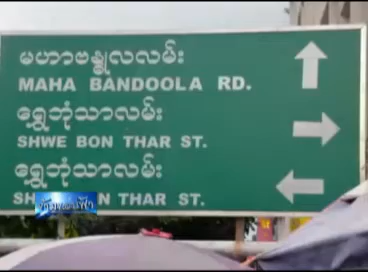 မဟာဗန္ဓုလလမ်း
MAHA BANDOOLA RD.
ရွှေဘုံသာလမ်း
SHWE BON THAR ST.
ရွှေဘုံသာလမ်း
THAR ST.